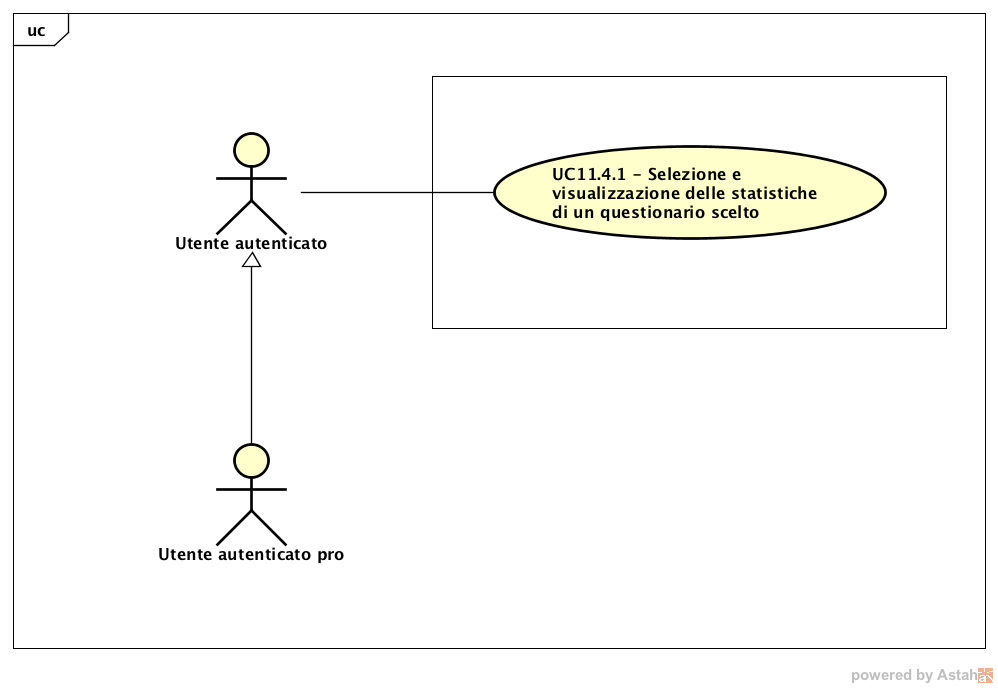 uc
UC11.4.1 - Selezione e
visualizzazione delle statistiche
di un questionario scelto
Utente autenticato
Utente autenticato pro
powered by Astah